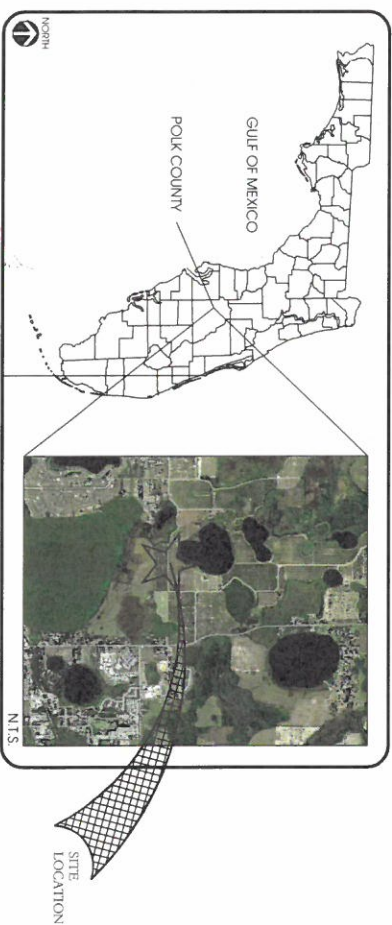 NORTH
GULF OF MEXICO
POLK COUNTY
N.T.S.
SITE
LOCATION